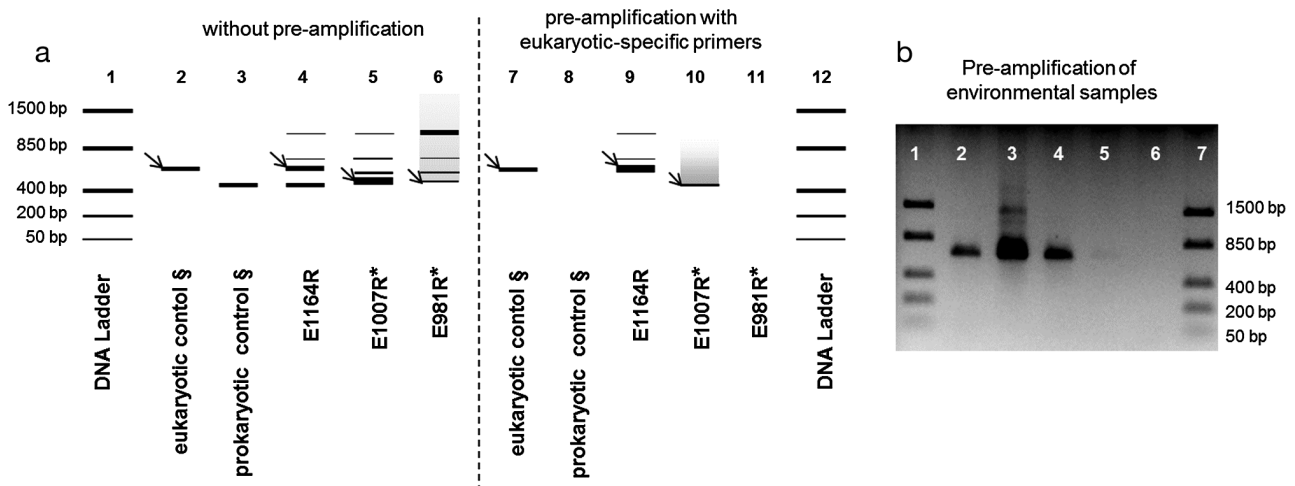 a
without pre-amplification
pre-amplification with
eukaryotic-specific primers
1 2 3 4 5 6 7 8 9 10 11 12
1500 bp
850 bp
400 bp
200 bp
50 bp
DNA Ladder
eukaryotic contol §
prokaryotic control §
E1164R
E1007R*
E981R*
eukaryotic contol §
prokaryotic control §
E1164R
E1007R*
E981R*
DNA Ladder
b
Pre-amplification of
environmental samples
1 2 3 4 5 6 7
1500 bp
850 bp
400 bp
200 bp
50 bp